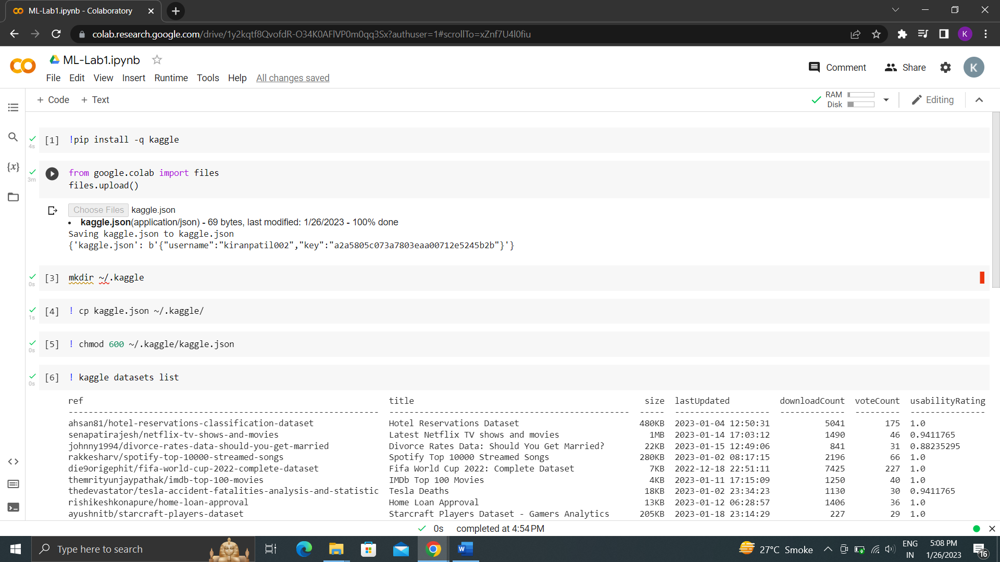 ML-Lab1.ipynb - Colaboratory
colab.research.google.com/drive/1y2kqtf8QvofdR-O34K0AFlVP0m0qq3Sx?authuser=1#scrollTo=xZnf7U4l0fiu
K
CO ML-Lab1.ipynb
Comment Share K
File Edit View Insert Runtime Tools Help All changes saved
+ Code + Text
RAM
Disk
Editing
[1] !pip install -q kaggle
4s
from google.colab import files
3m
files.upload()
Choose Files kaggle.json
• kaggle.json(application/json) - 69 bytes, last modified: 1/26/2023 - 100% done
Saving kaggle.json to kaggle.json
{'kaggle.json': b'{"username":"kiranpatil002","key":"a2a5805c073a7803eaa00712e5245b2b"}'}
[3] mkdir ~/.kaggle
0s
[4] ! cp kaggle.json ~/.kaggle/
1s
[5] ! chmod 600 ~/.kaggle/kaggle.json
0s
[6] ! kaggle datasets list
0s
ref title size lastUpdated downloadCount voteCount usabilityRating
-------------------------------------------------------------- ------------------------------------------------ ----- ------------------- ------------- --------- ---------------
ahsan81/hotel-reservations-classification-dataset Hotel Reservations Dataset 480KB 2023-01-04 12:50:31 5041 175 1.0
senapatirajesh/netflix-tv-shows-and-movies Latest Netflix TV shows and movies 1MB 2023-01-14 17:03:12 1490 46 0.9411765
johnny1994/divorce-rates-data-should-you-get-married Divorce Rates Data: Should You Get Married? 22KB 2023-01-15 12:49:06 841 31 0.88235295
rakkesharv/spotify-top-10000-streamed-songs Spotify Top 10000 Streamed Songs 280KB 2023-01-02 08:17:15 2196 66 1.0
die9origephit/fifa-world-cup-2022-complete-dataset Fifa World Cup 2022: Complete Dataset 7KB 2022-12-18 22:51:11 7425 227 1.0
themrityunjaypathak/imdb-top-100-movies IMDb Top 100 Movies 4KB 2023-01-11 17:15:09 1250 40 1.0
thedevastator/tesla-accident-fatalities-analysis-and-statistic Tesla Deaths 18KB 2023-01-02 23:34:23 1130 30 0.9411765
rishikeshkonapure/home-loan-approval Home Loan Approval 13KB 2023-01-12 06:28:57 1406 36 1.0
ayushnitb/starcraft-players-dataset Starcraft Players Dataset - Gamers Analytics 205KB 2023-01-18 23:14:29 227 29 1.0
0s completed at 4:54 PM
Type here to search
W
27°C Smoke
ENG
IN
5:08 PM
1/26/2023
16